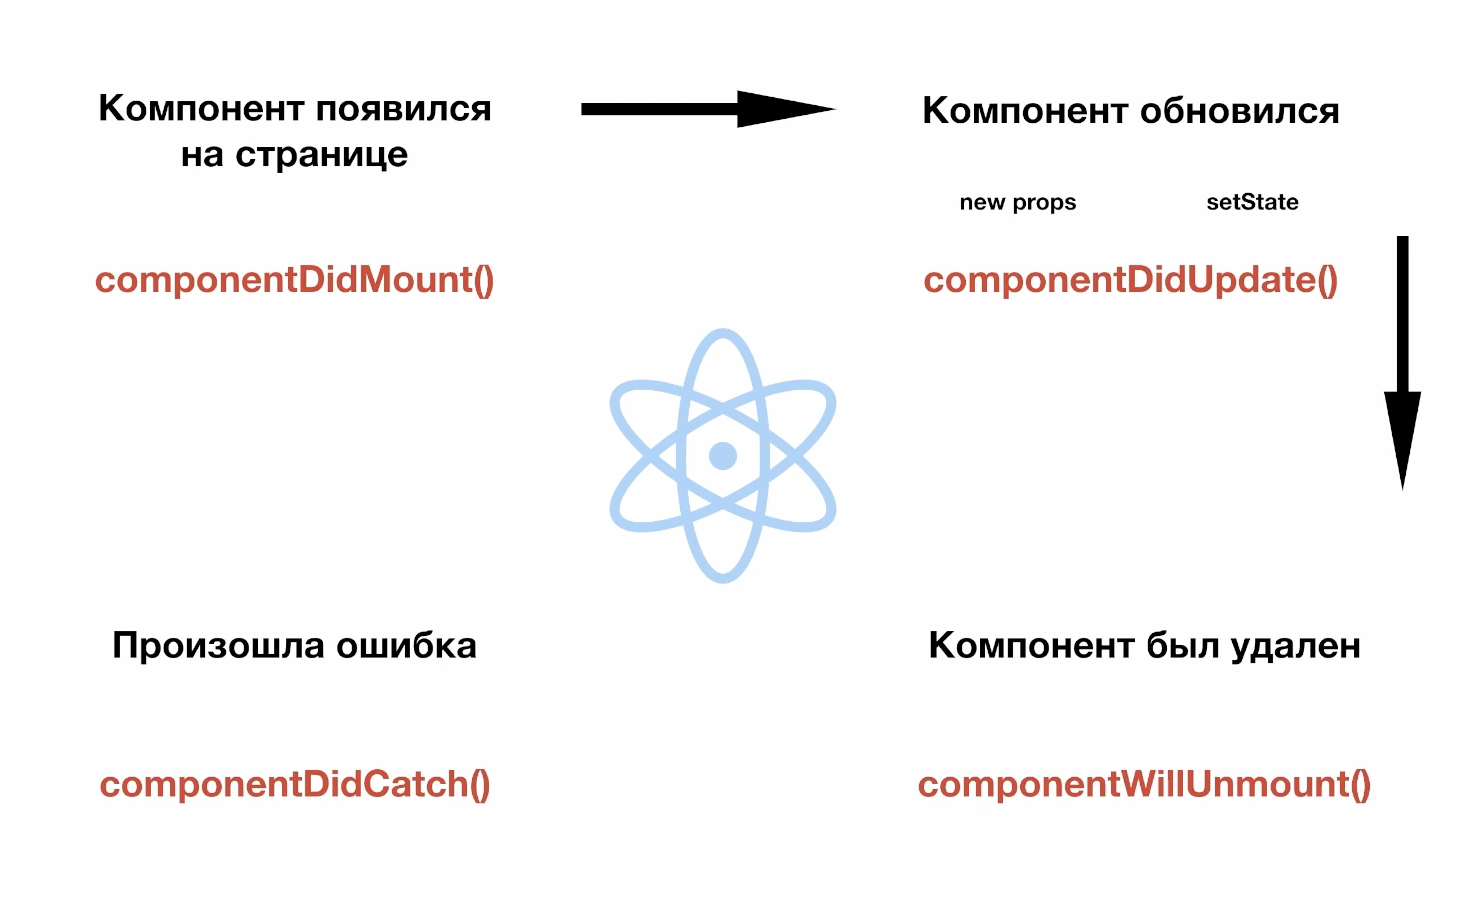 Компонент появился
на странице
componentDidMount()
Компонент обновился
new props setState
componentDidUpdate()
Произошла ошибка
componentDidCatch()
Компонент был удален
componentWillUnmount()